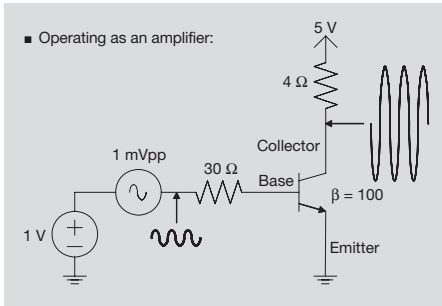 ▪ Operating as an amplifier:
5 V
4 Ω
Collector
1 mVpp
30 Ω
Base
β = 100
1 V
+
−
Emitter